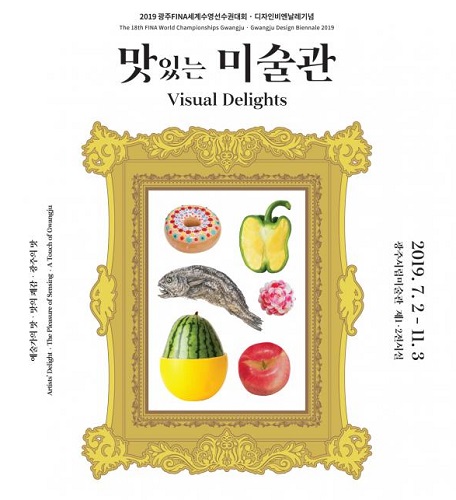 2019 광주FINA세계수영선수권대회 · 디자인비엔날레기념
The 18th FINA World Championships Gwangju · Gwangju Design Biennale 2019
맛있는 미술관
Visual Delights
예술가의 맛 · 맛의 쾌감 · 광주의 맛
Artists' Delight · The Pleasure of Sensing · A Touch of Gwangju
2019. 7. 2 – 11. 3
광주시립미술관 제1·2전시실